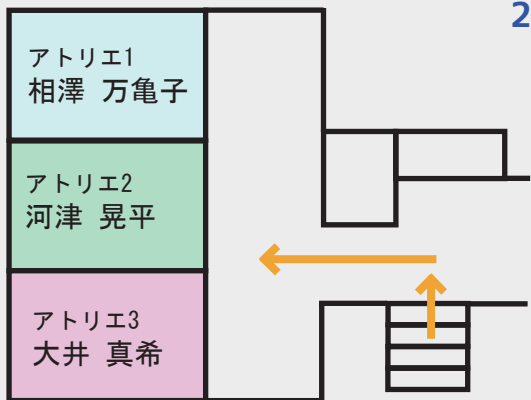 2
アトリエ1
相澤 万亀子
アトリエ2
河津 晃平
アトリエ3
大井 真希